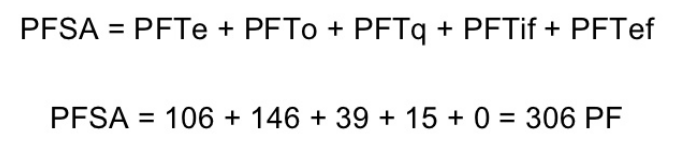 PFSA = PFTe + PFTo + PFTq + PFTif + PFTef
PFSA = 106 + 146 + 39 + 15 + 0 = 306 PF